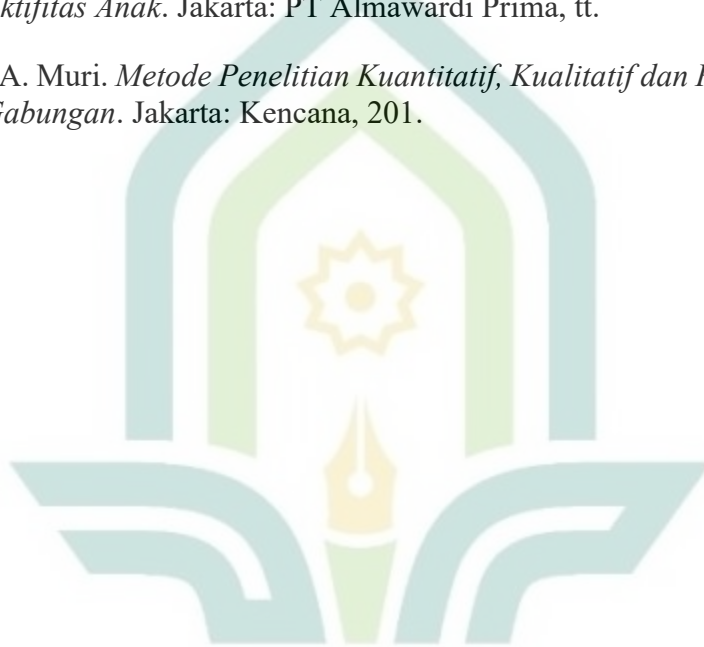 ktifitas Anak. Jakarta: PT Almawardi Prima, tt.
A. Muri. Metode Penelitian Kuantitatif, Kualitatif dan
Gabungan. Jakarta: Kencana, 201.